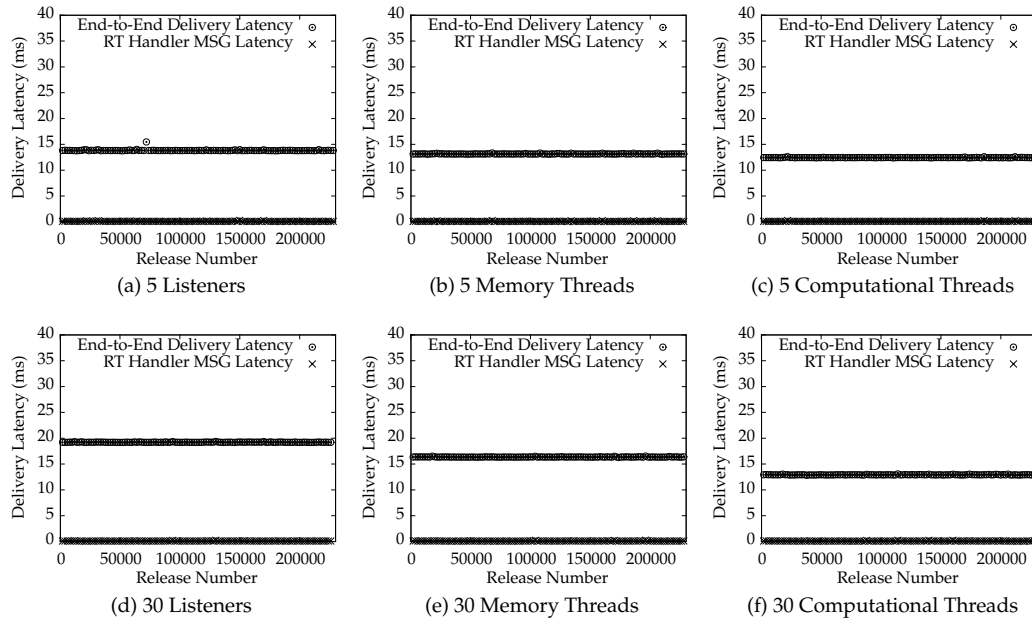 End-to-End Delivery Latency
RT Handler MSG Latency
Delivery Latency (ms)
40
35
30
25
20
15
10
5
0
0 50000 100000 150000 200000
Release Number
(a) 5 Listeners
End-to-End Delivery Latency
RT Handler MSG Latency
Delivery Latency (ms)
40
35
30
25
20
15
10
5
0
0 50000 100000 150000 200000
Release Number
(b) 5 Memory Threads
End-to-End Delivery Latency
RT Handler MSG Latency
Delivery Latency (ms)
40
35
30
25
20
15
10
5
0
0 50000 100000 150000 200000
Release Number
(c) 5 Computational Threads
End-to-End Delivery Latency
RT Handler MSG Latency
Delivery Latency (ms)
40
35
30
25
20
15
10
5
0
0 50000 100000 150000 200000
Release Number
(d) 30 Listeners
End-to-End Delivery Latency
RT Handler MSG Latency
Delivery Latency (ms)
40
35
30
25
20
15
10
5
0
0 50000 100000 150000 200000
Release Number
(e) 30 Memory Threads
End-to-End Delivery Latency
RT Handler MSG Latency
Delivery Latency (ms)
40
35
30
25
20
15
10
5
0
0 50000 100000 150000 200000
Release Number
(f) 30 Computational Threads